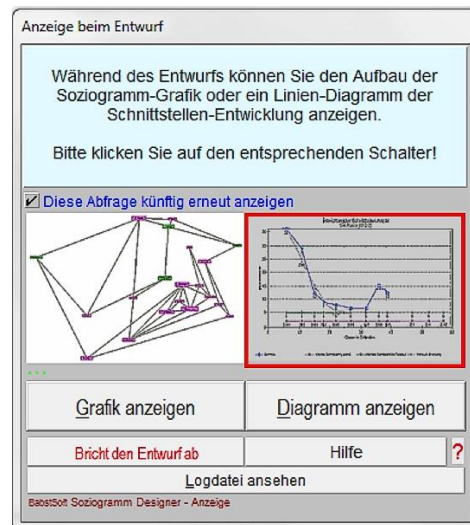 Anzeige beim Entwurf
Während des Entwurfs können Sie den Aufbau der
Soziogramm-Grafik oder ein Linien-Diagramm der
Schnittstellen-Entwicklung anzeigen.
Bitte klicken Sie auf den entsprechenden Schalter!
Diese Abfrage künftig erneut anzeigen
Grafik anzeigen
Diagramm anzeigen
Bricht den Entwurf ab
Hilfe
?
Logdatei ansehen
BabstSoft Soziogramm Designer - Anzeige